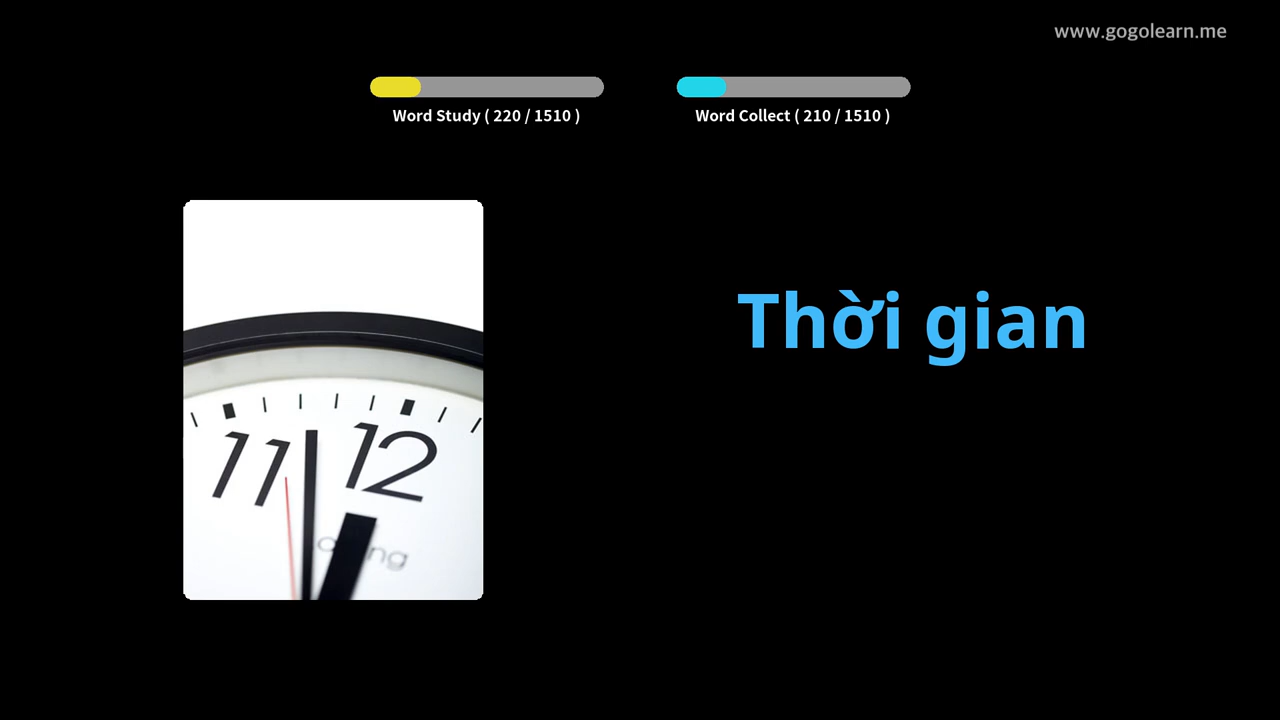 www.gogolearn.me
Word Study ( 220 / 1510 )
Word Collect ( 210 / 1510 )
Thời gian
11 12